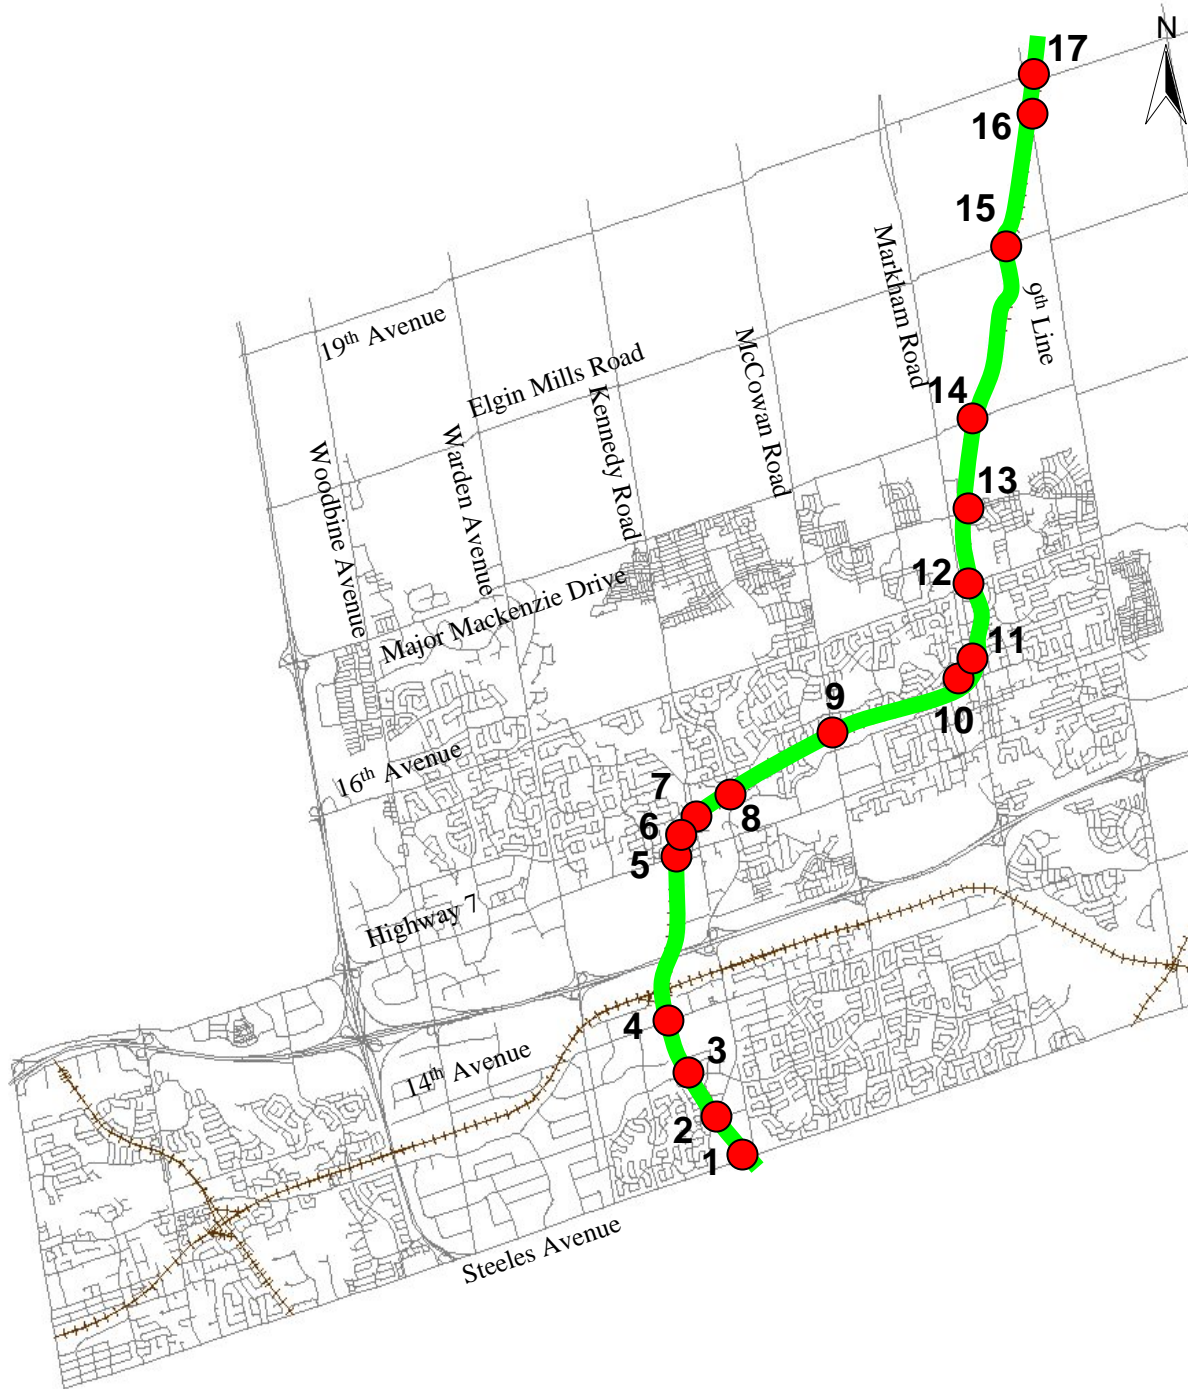 N
17
16
15
Markham Road
9th Line
19th Avenue
McCowan Road
Elgin Mills Road
Kennedy Road
14
Warden Avenue
Woodbine Avenue
13
12
Major Mackenzie Drive
11
9
10
16th Avenue
7
8
6
5
Highway 7
4
3
14th Avenue
2
1
Steeles Avenue